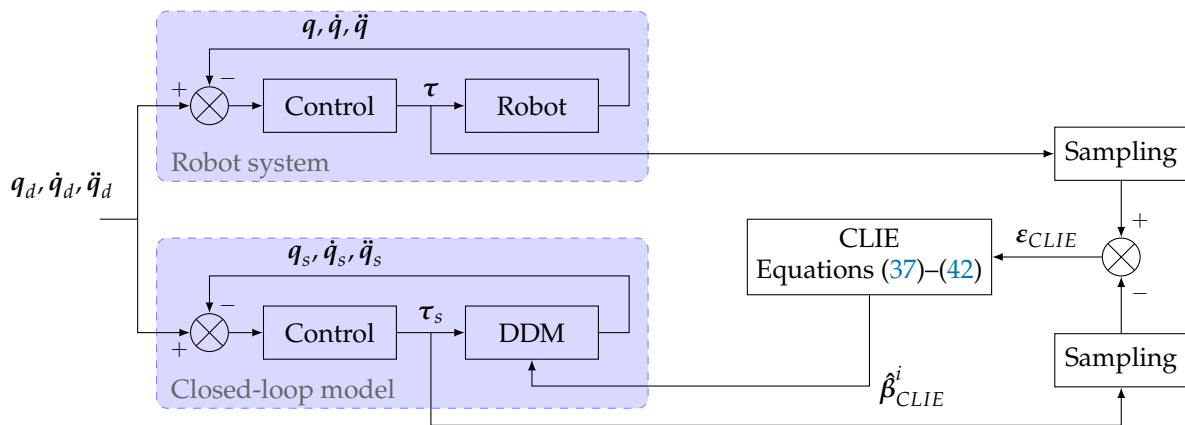 q, q̇, q̈
+
−
Control
τ
Robot
Robot system
Sampling
q_d, q̇_d, q̈_d
+
CLIE
Equations (37)–(42)
ε_CLIE
−
q_s, q̇_s, q̈_s
−
+
Control
τ_s
DDM
Sampling
Closed-loop model
β̂^i_CLIE